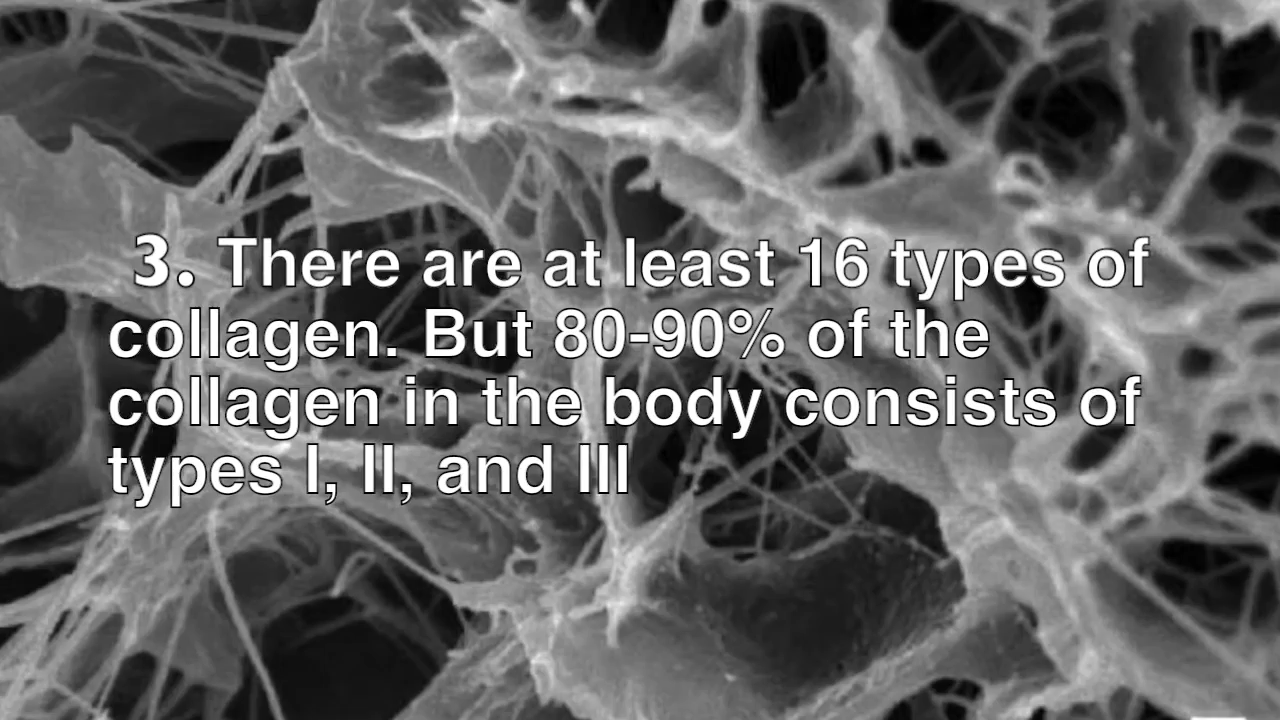 3. There are at least 16 types of
collagen. But 80-90% of the
collagen in the body consists of
types I, II, and III